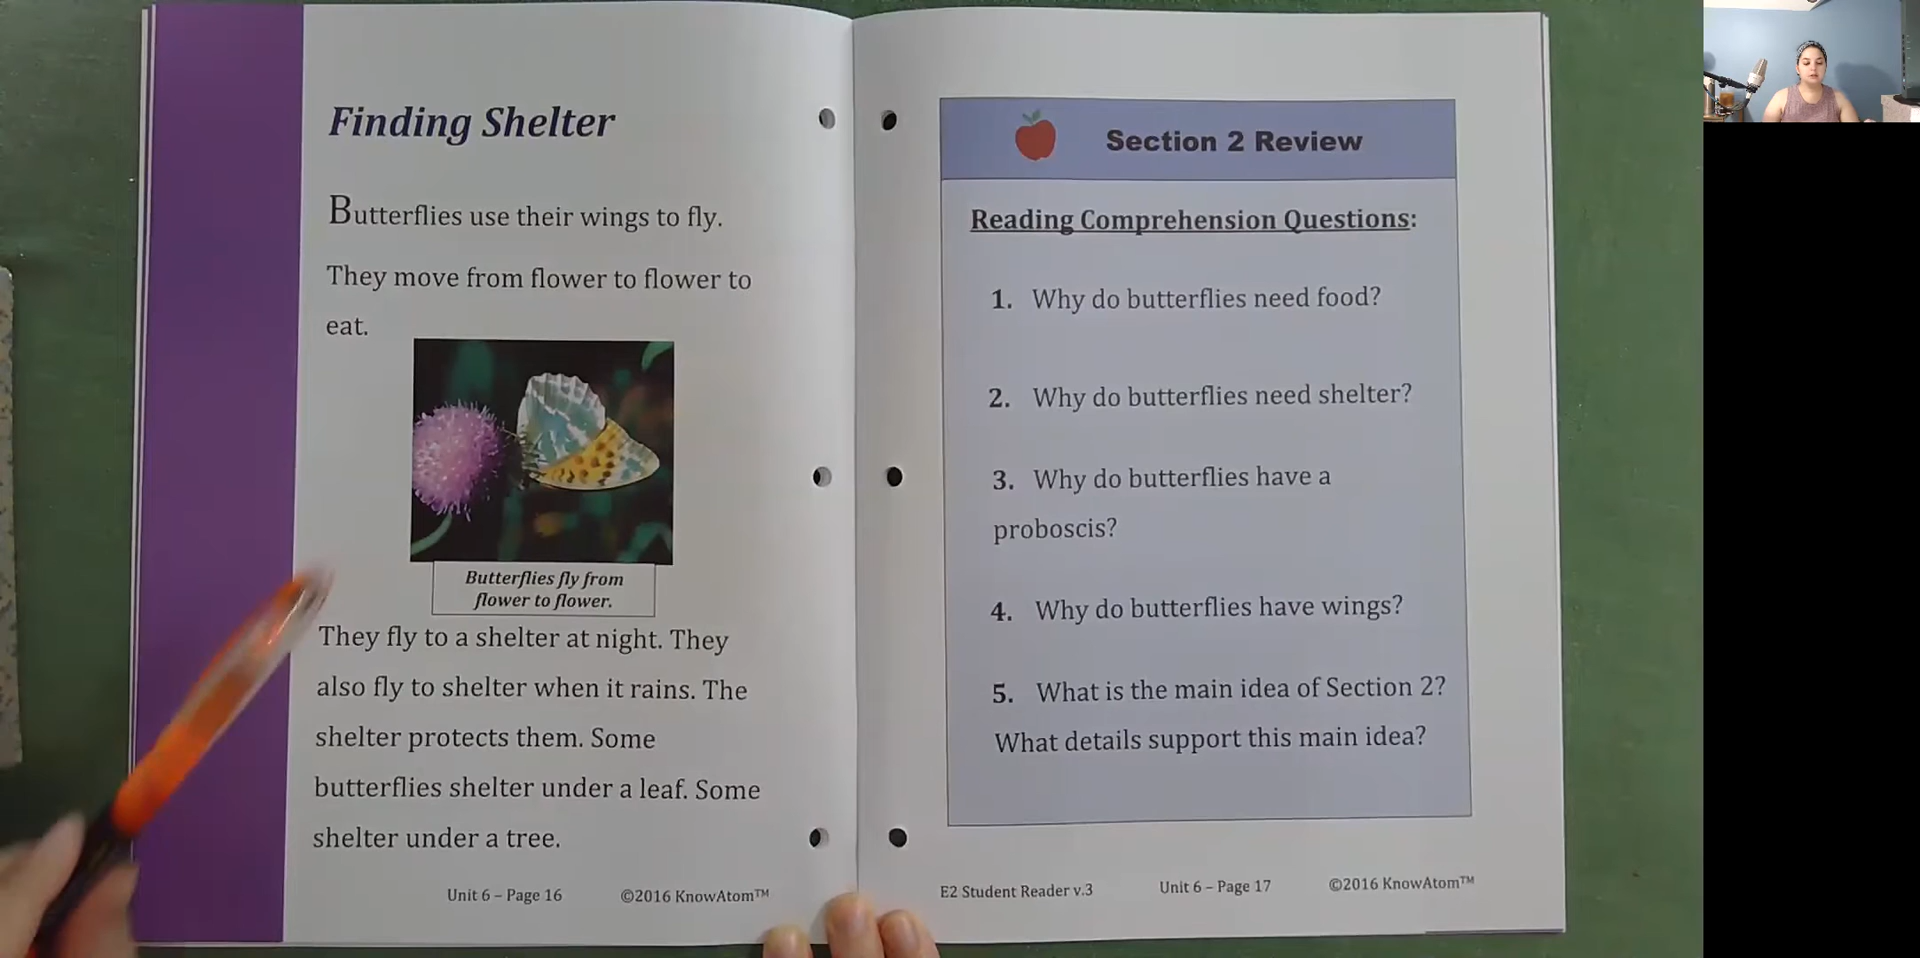 Finding Shelter
Butterflies use their wings to fly.
They move from flower to flower to
eat.
Butterflies fly from
flower to flower.
They fly to a shelter at night. They
also fly to shelter when it rains. The
shelter protects them. Some
butterflies shelter under a leaf. Some
shelter under a tree.
Unit 6 – Page 16 ©2016 KnowAtom™
Section 2 Review
Reading Comprehension Questions:
1. Why do butterflies need food?
2. Why do butterflies need shelter?
3. Why do butterflies have a
proboscis?
4. Why do butterflies have wings?
5. What is the main idea of Section 2?
What details support this main idea?
E2 Student Reader v.3 Unit 6 – Page 17 ©2016 KnowAtom™